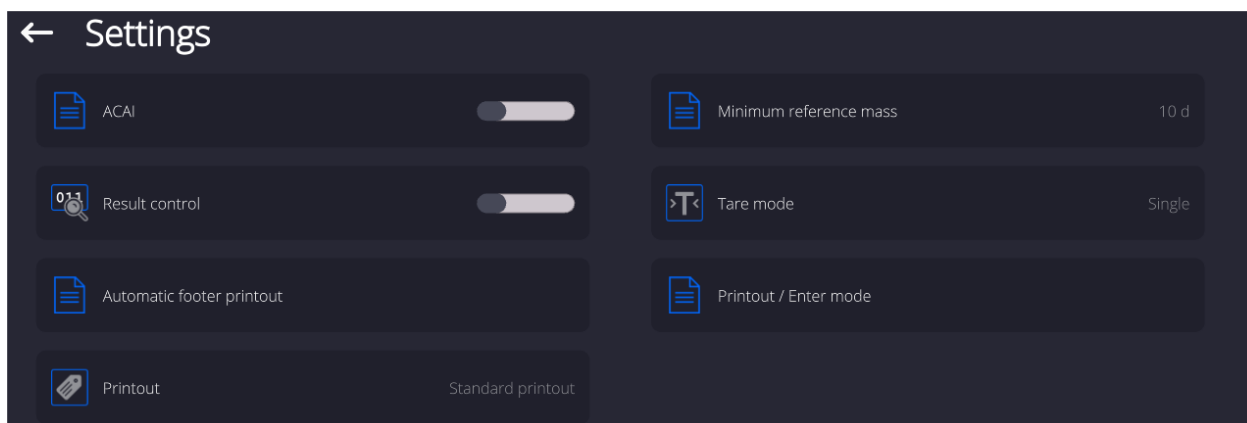 Settings
ACAI
Minimum reference mass 10 d
011
Result control
>T< Tare mode Single
Automatic footer printout
Printout / Enter mode
Printout Standard printout